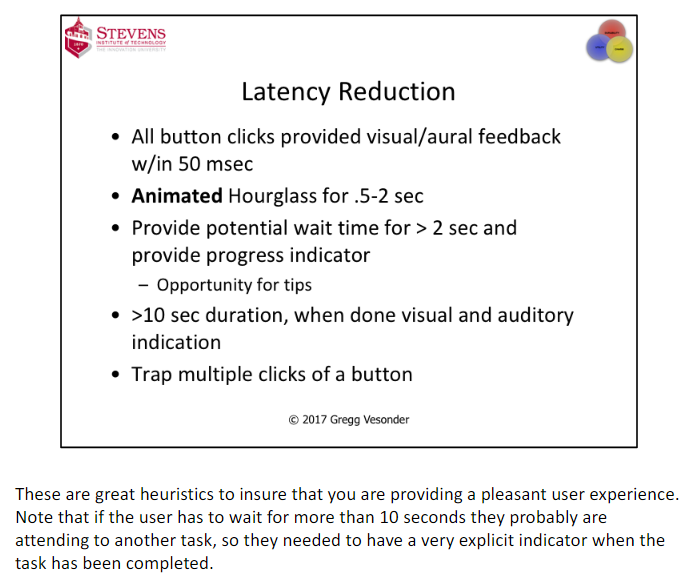 STEVENS
INSTITUTE of TECHNOLOGY
THE INNOVATION UNIVERSITY
1870
Latency Reduction
• All button clicks provided visual/aural feedback
w/in 50 msec
• Animated Hourglass for .5-2 sec
• Provide potential wait time for > 2 sec and
provide progress indicator
– Opportunity for tips
• >10 sec duration, when done visual and auditory
indication
• Trap multiple clicks of a button
© 2017 Gregg Vesonder
These are great heuristics to insure that you are providing a pleasant user experience.
Note that if the user has to wait for more than 10 seconds they probably are
attending to another task, so they needed to have a very explicit indicator when the
task has been completed.